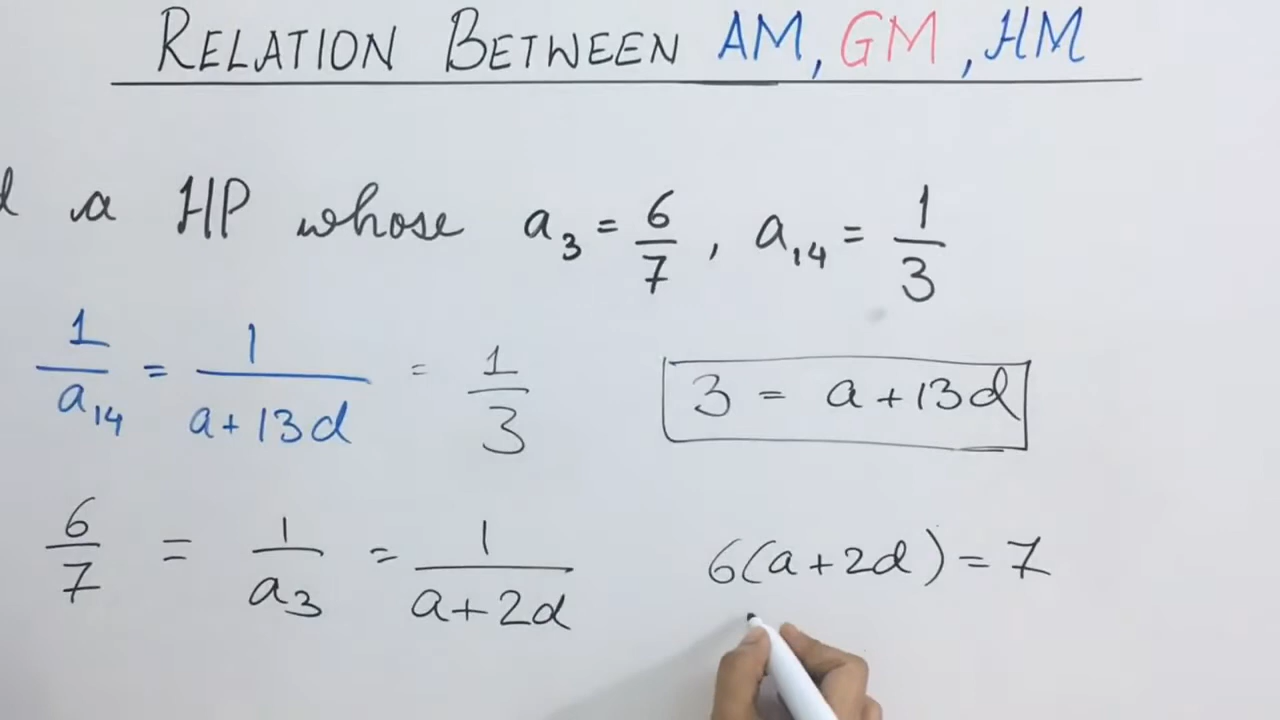 RELATION BETWEEN AM, GM, HM
a HP whose a₃ = 6/7, a₁₄ = 1/3
1/a₁₄ = 1/(a+13d) = 1/3
3 = a+13d
6/7 = 1/a₃ = 1/(a+2d)
6(a+2d) = 7